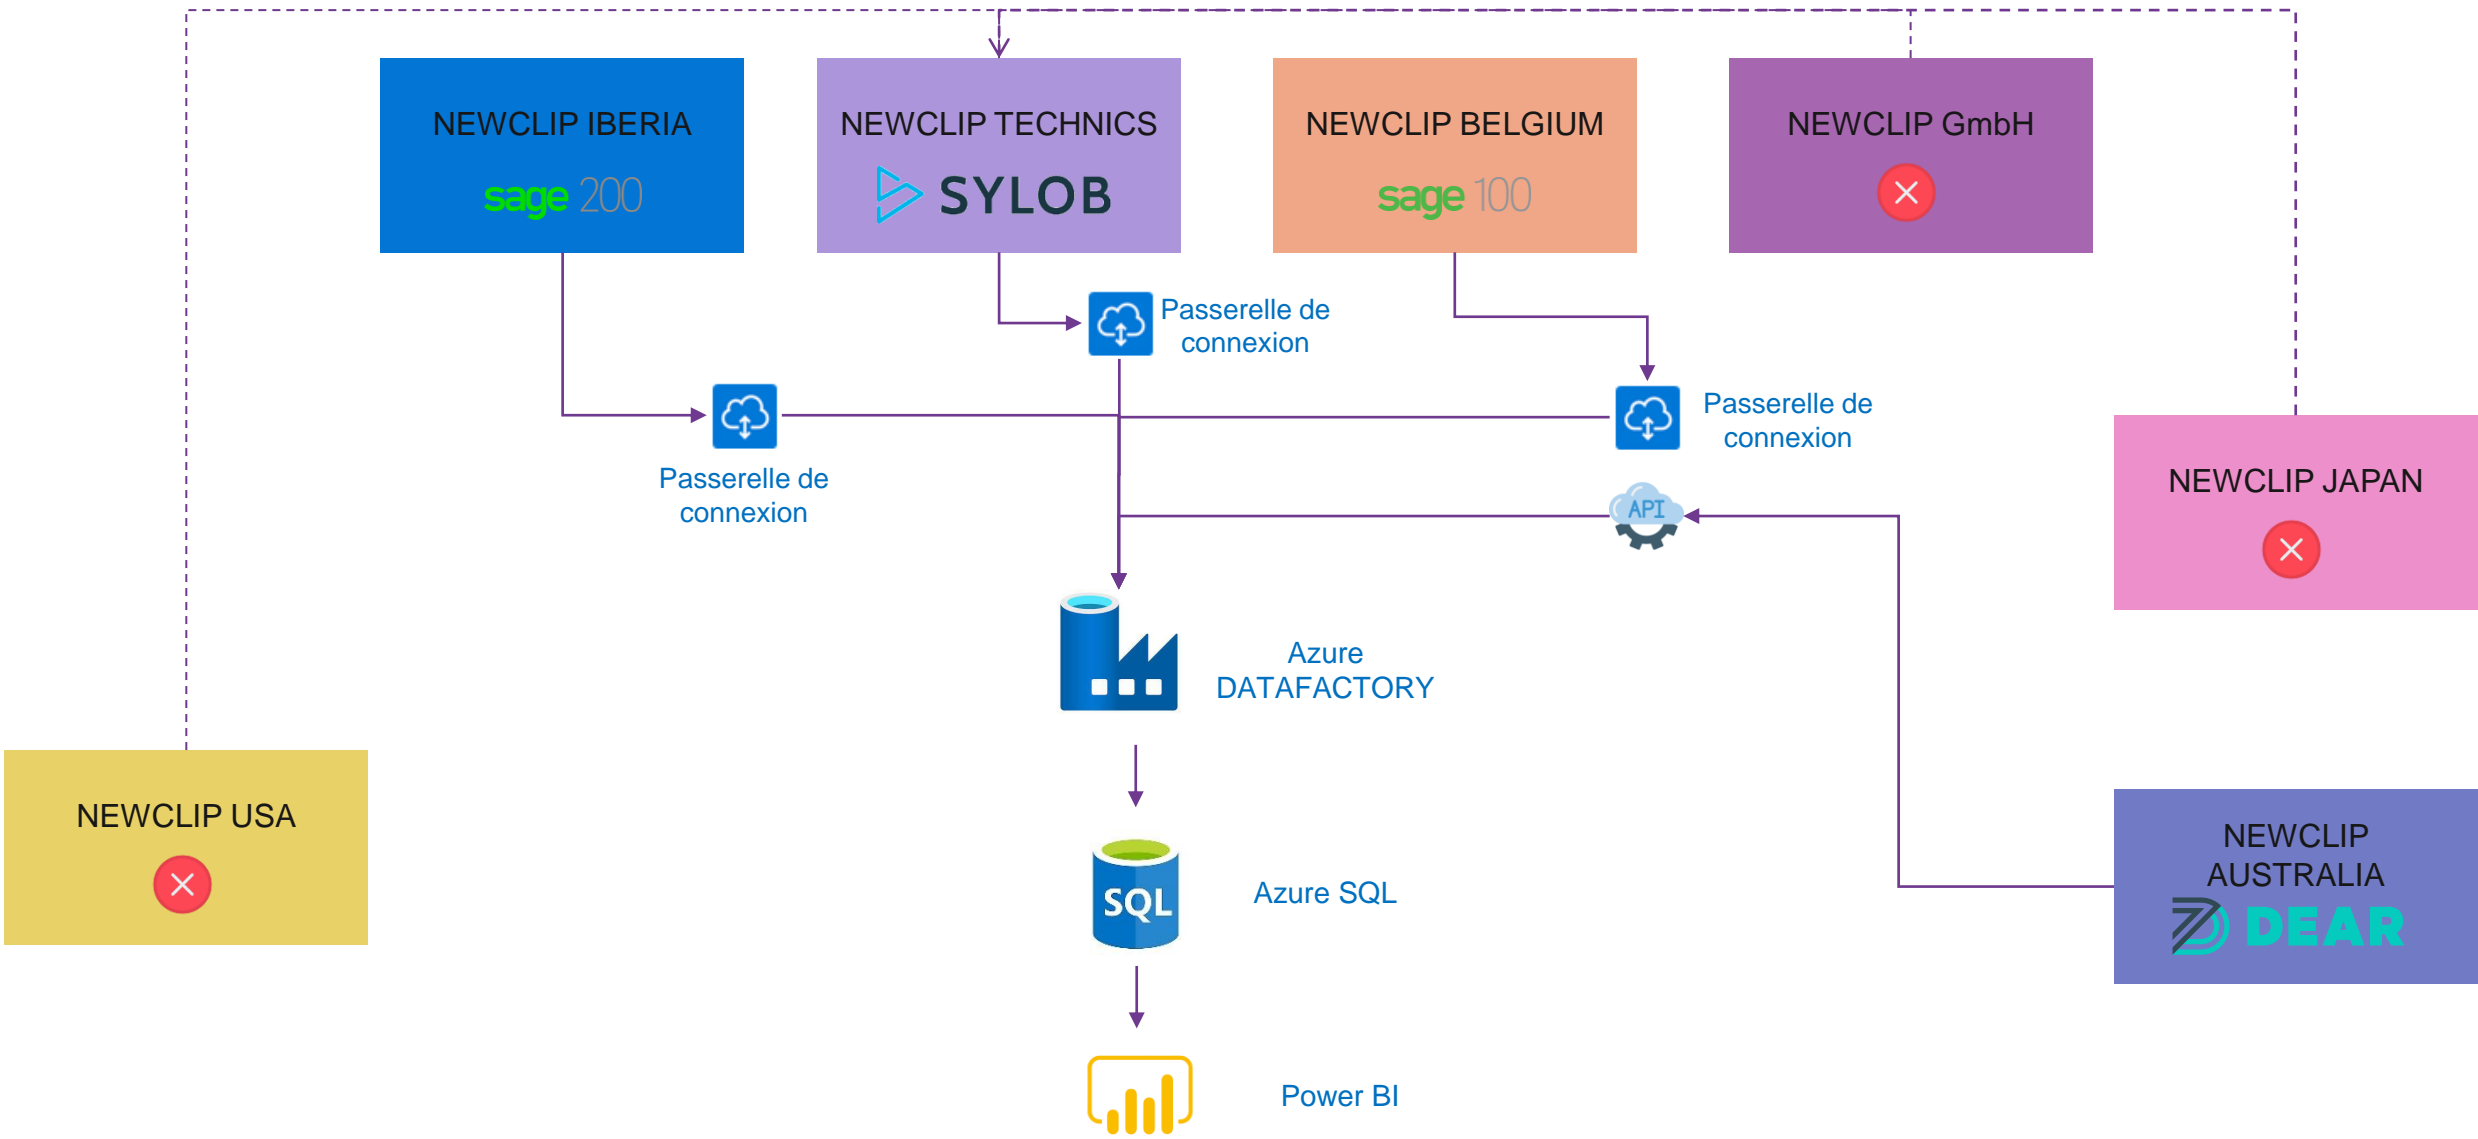 NEWCLIP IBERIA
sage 200
NEWCLIP TECHNICS
SYLOB
NEWCLIP BELGIUM
sage 100
NEWCLIP GmbH
Passerelle de
connexion
Passerelle de
connexion
Passerelle de
connexion
API
NEWCLIP JAPAN
Azure
DATAFACTORY
NEWCLIP USA
NEWCLIP
AUSTRALIA
DEAR
SQL
Azure SQL
Power BI